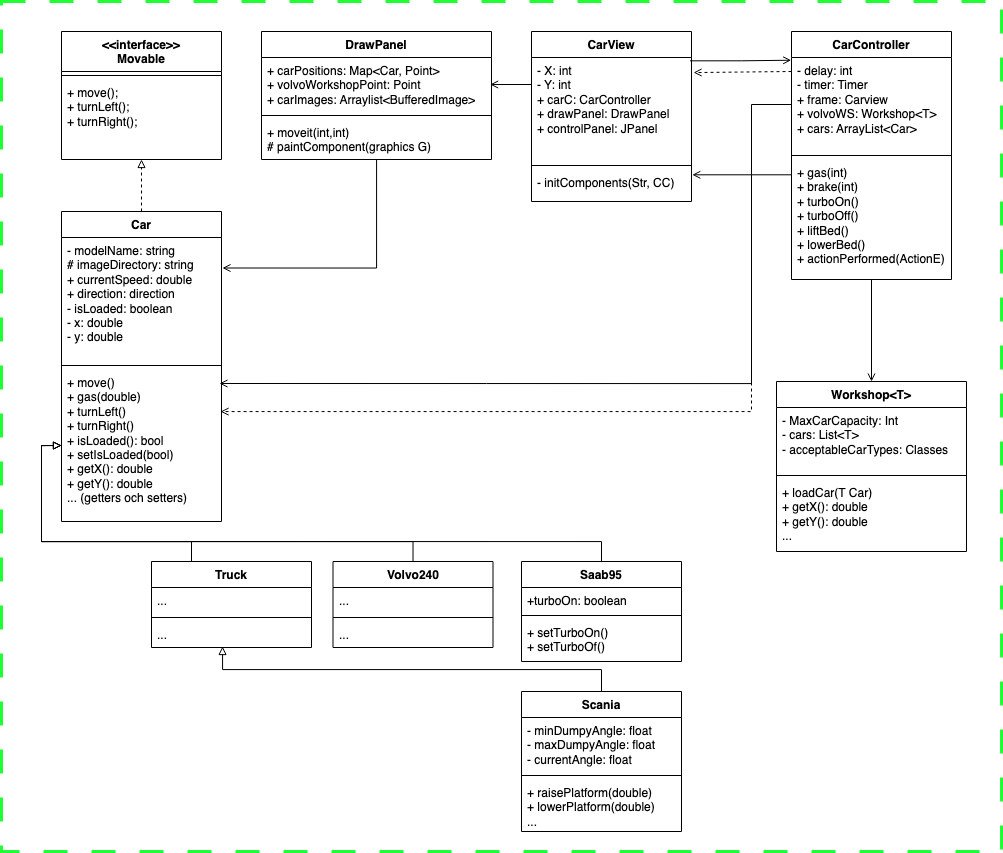 <<interface>>
Movable
+ move();
+ turnLeft();
+ turnRight();
DrawPanel
+ carPositions: Map<Car, Point>
+ volvoWorkshopPoint: Point
+ carImages: Arraylist<BufferedImage>
+ moveit(int,int)
# paintComponent(graphics G)
CarView
- X: int
- Y: int
+ carC: CarController
+ drawPanel: DrawPanel
+ controlPanel: JPanel
- initComponents(Str, CC)
CarController
- delay: int
- timer: Timer
+ frame: Carview
+ volvoWS: Workshop<T>
+ cars: ArrayList<Car>
+ gas(int)
+ brake(int)
+ turboOn()
+ turboOff()
+ liftBed()
+ lowerBed()
+ actionPerformed(ActionE)
Car
- modelName: string
# imageDirectory: string
+ currentSpeed: double
+ direction: direction
- isLoaded: boolean
- x: double
- y: double
+ move()
+ gas(double)
+ turnLeft()
+ turnRight()
+ isLoaded(): bool
+ setIsLoaded(bool)
+ getX(): double
+ getY(): double
... (getters och setters)
Workshop<T>
- MaxCarCapacity: Int
- cars: List<T>
- acceptableCarTypes: Classes
+ loadCar(T Car)
+ getX(): double
+ getY(): double
...
Truck
...
...
Volvo240
...
...
Saab95
+turboOn: boolean
+ setTurboOn()
+ setTurboOf()
Scania
- minDumpyAngle: float
- maxDumpyAngle: float
- currentAngle: float
+ raisePlatform(double)
+ lowerPlatform(double)
...